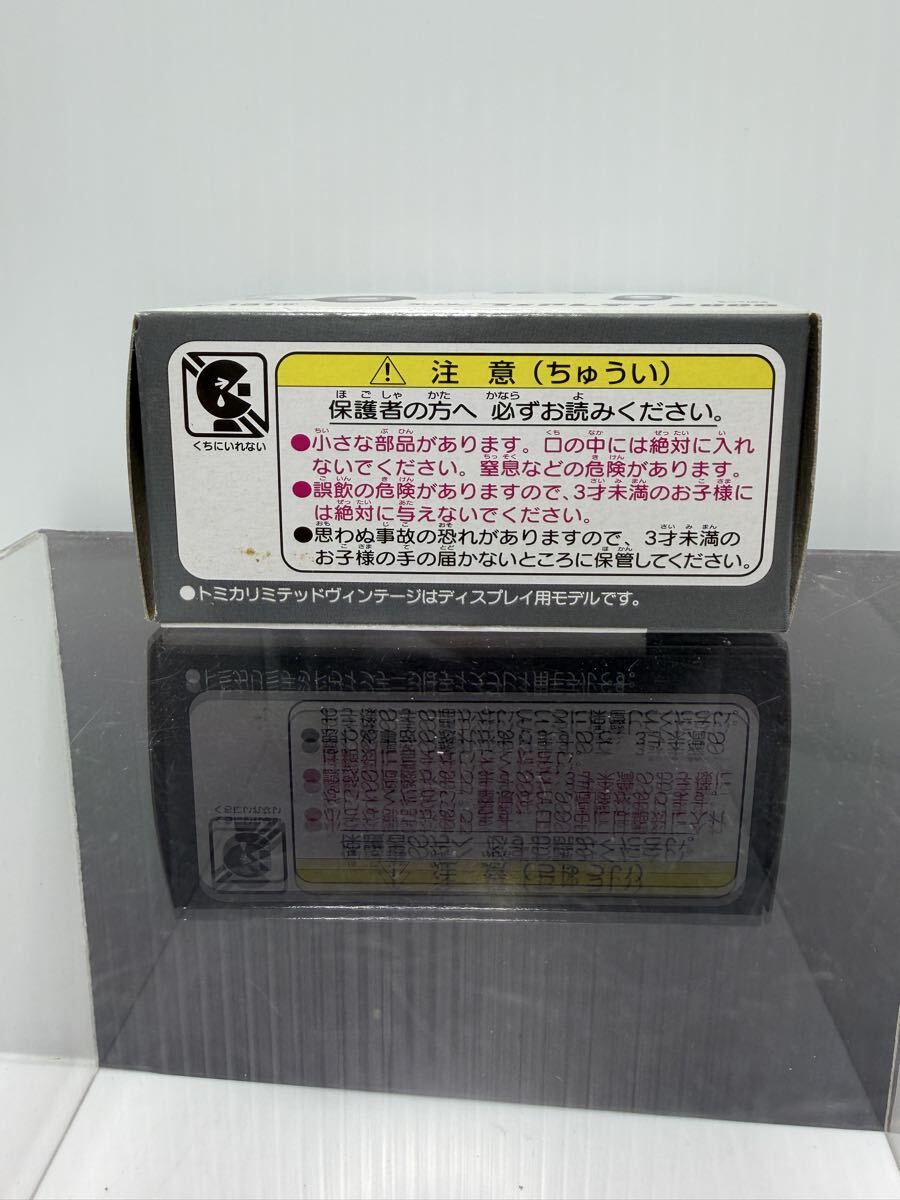 くちにいれない
注意(ちゅうい)
保護者の方へ 必ずお読みください。
●小さな部品があります。口の中には絶対に入れ
ないでください。窒息などの危険があります。
●誤飲の危険がありますので、3才未満のお子様に
は絶対に与えないでください。
●思わぬ事故の恐れがありますので、3才未満の
お子様の手の届かないところに保管してください。
●トミカリミテッドヴィンテージはディスプレイ用モデルです。